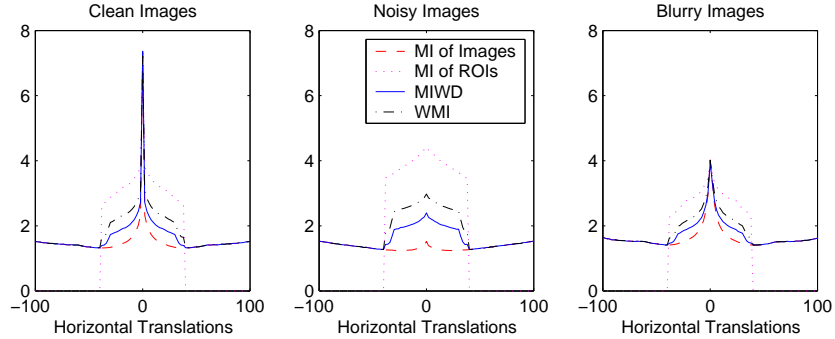 Clean Images
8
6
4
2
0
−100
0
100
Horizontal Translations
Noisy Images
MI of Images
MI of ROIs
MIWD
WMI
8
6
4
2
0
−100
0
100
Horizontal Translations
Blurry Images
8
6
4
2
0
−100
0
100
Horizontal Translations